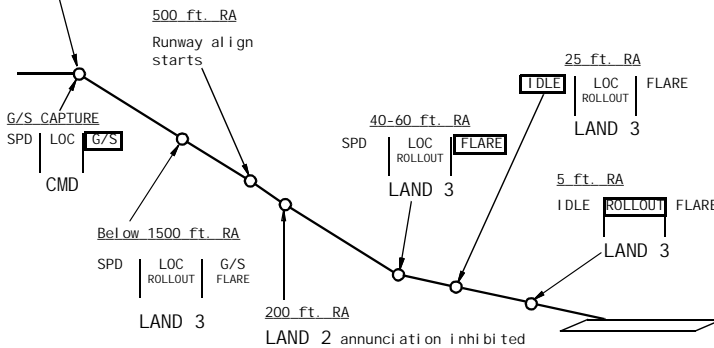 500 ft. RA
Runway align
starts
25 ft. RA
IDLE | LOC | FLARE
ROLLOUT
LAND 3
G/S CAPTURE
SPD | LOC | G/S
CMD
40-60 ft. RA
SPD | LOC | FLARE
ROLLOUT
LAND 3
5 ft. RA
IDLE ROLLOUT FLARE
LAND 3
Below 1500 ft. RA
SPD | LOC | G/S
ROLLOUT FLARE
LAND 3
200 ft. RA
LAND 2 annunciation inhibited